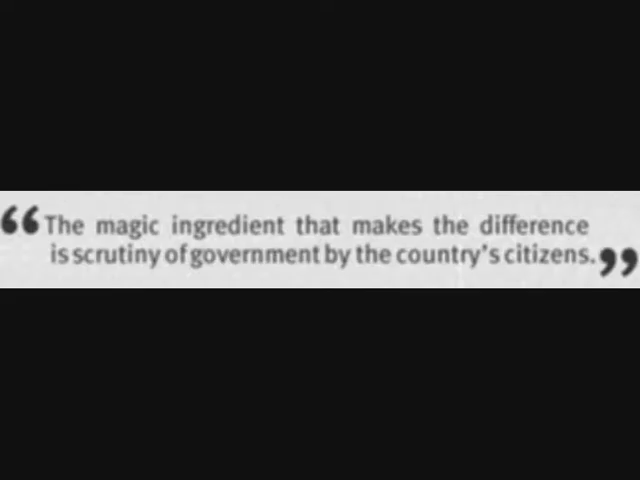 “The magic ingredient that makes the difference
is scrutiny of government by the country’s citizens.”